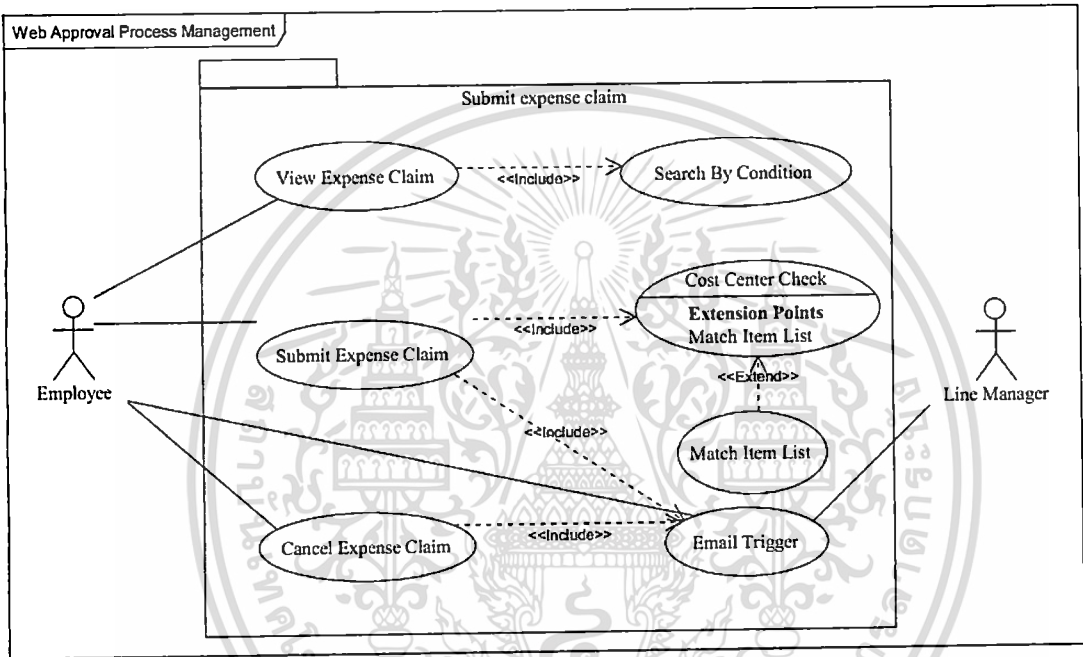 Web Approval Process Management
Submit expense claim
View Expense Claim
<<Include>>
Search By Condition
Cost Center Check
Extension Points
Match Item List
<<Include>>
Submit Expense Claim
<<Extend>>
Employee
Line Manager
<<Include>>
Match Item List
Cancel Expense Claim
<<Include>>
Email Trigger